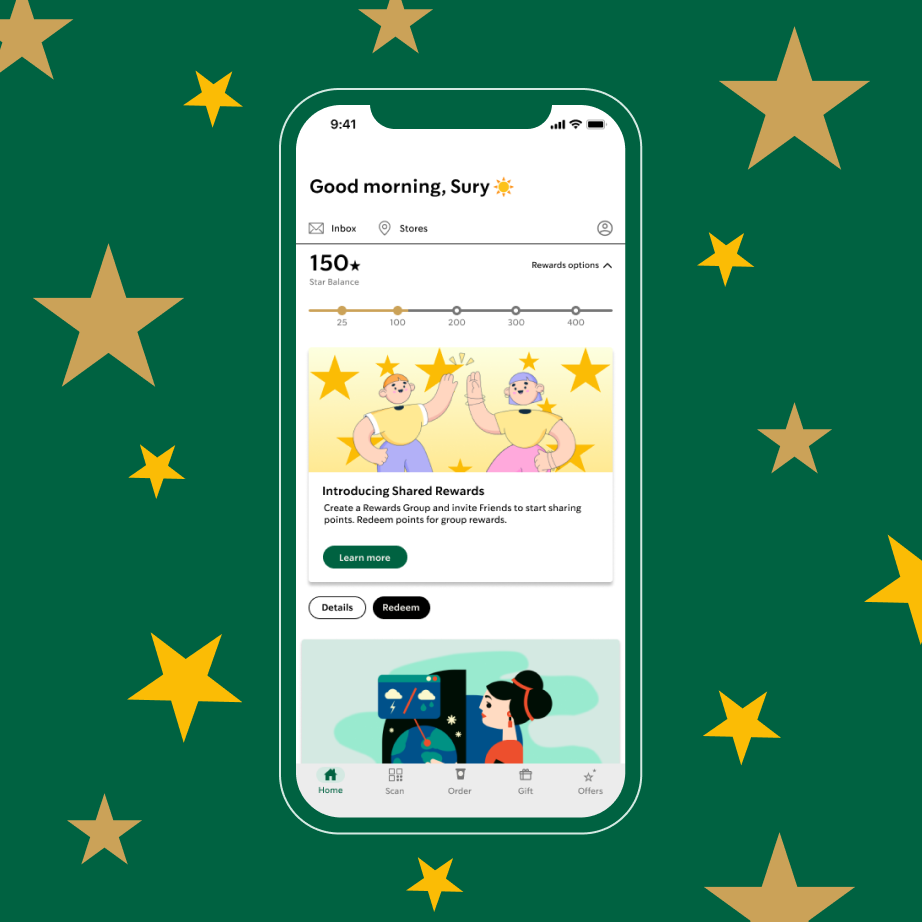 9:41
Good morning, Sury
Inbox Stores
150★
Rewards options
Star Balance
25 100 200 300 400
Introducing Shared Rewards
Create a Rewards Group and invite Friends to start sharing
points. Redeem points for group rewards.
Learn more
Details Redeem
Home Scan Order Gift Offers